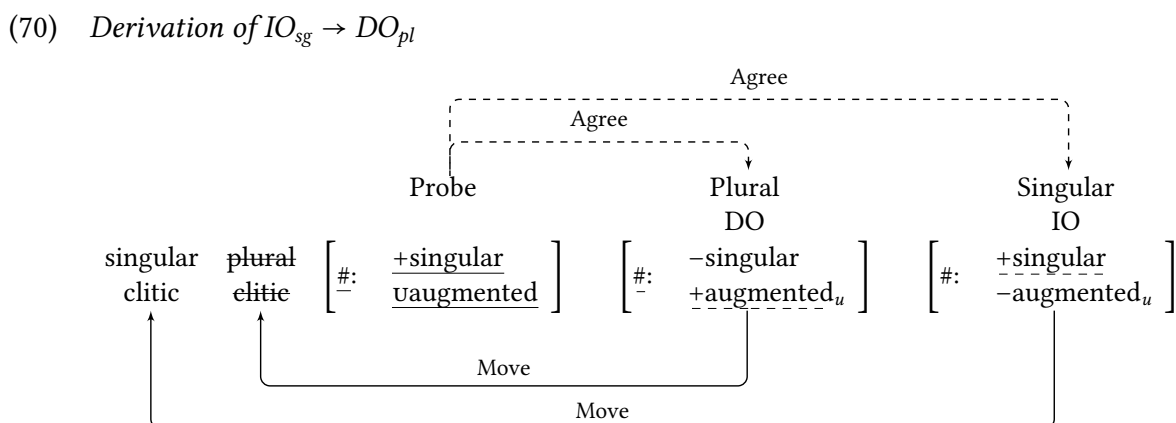 (70) Derivation of IO_sg → DO_pl
Agree
Agree
Probe Plural Singular
DO IO
singular plural [#: +singular] [#: −singular] [#: +singular]
clitic clitic ᴜaugmented +augmented_u −augmented_u
Move
Move